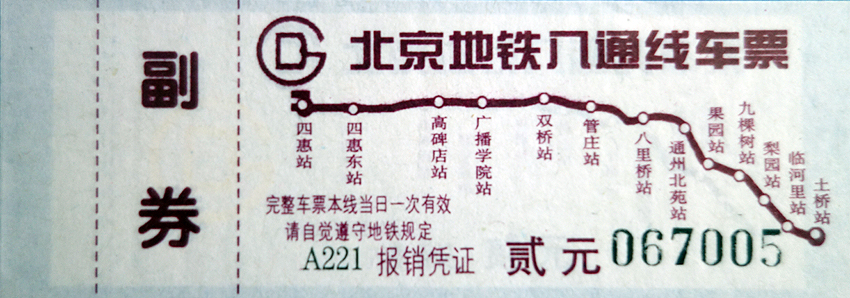 副券
北京地铁八通线车票
四惠站
四惠东站
高碑店站
广播学院站
双桥站
管庄站
八里桥站
通州北苑站
果园站
九棵树站
梨园站
临河里站
土桥站
完整车票本线当日一次有效
请自觉遵守地铁规定
A221 报销凭证 贰元 067005